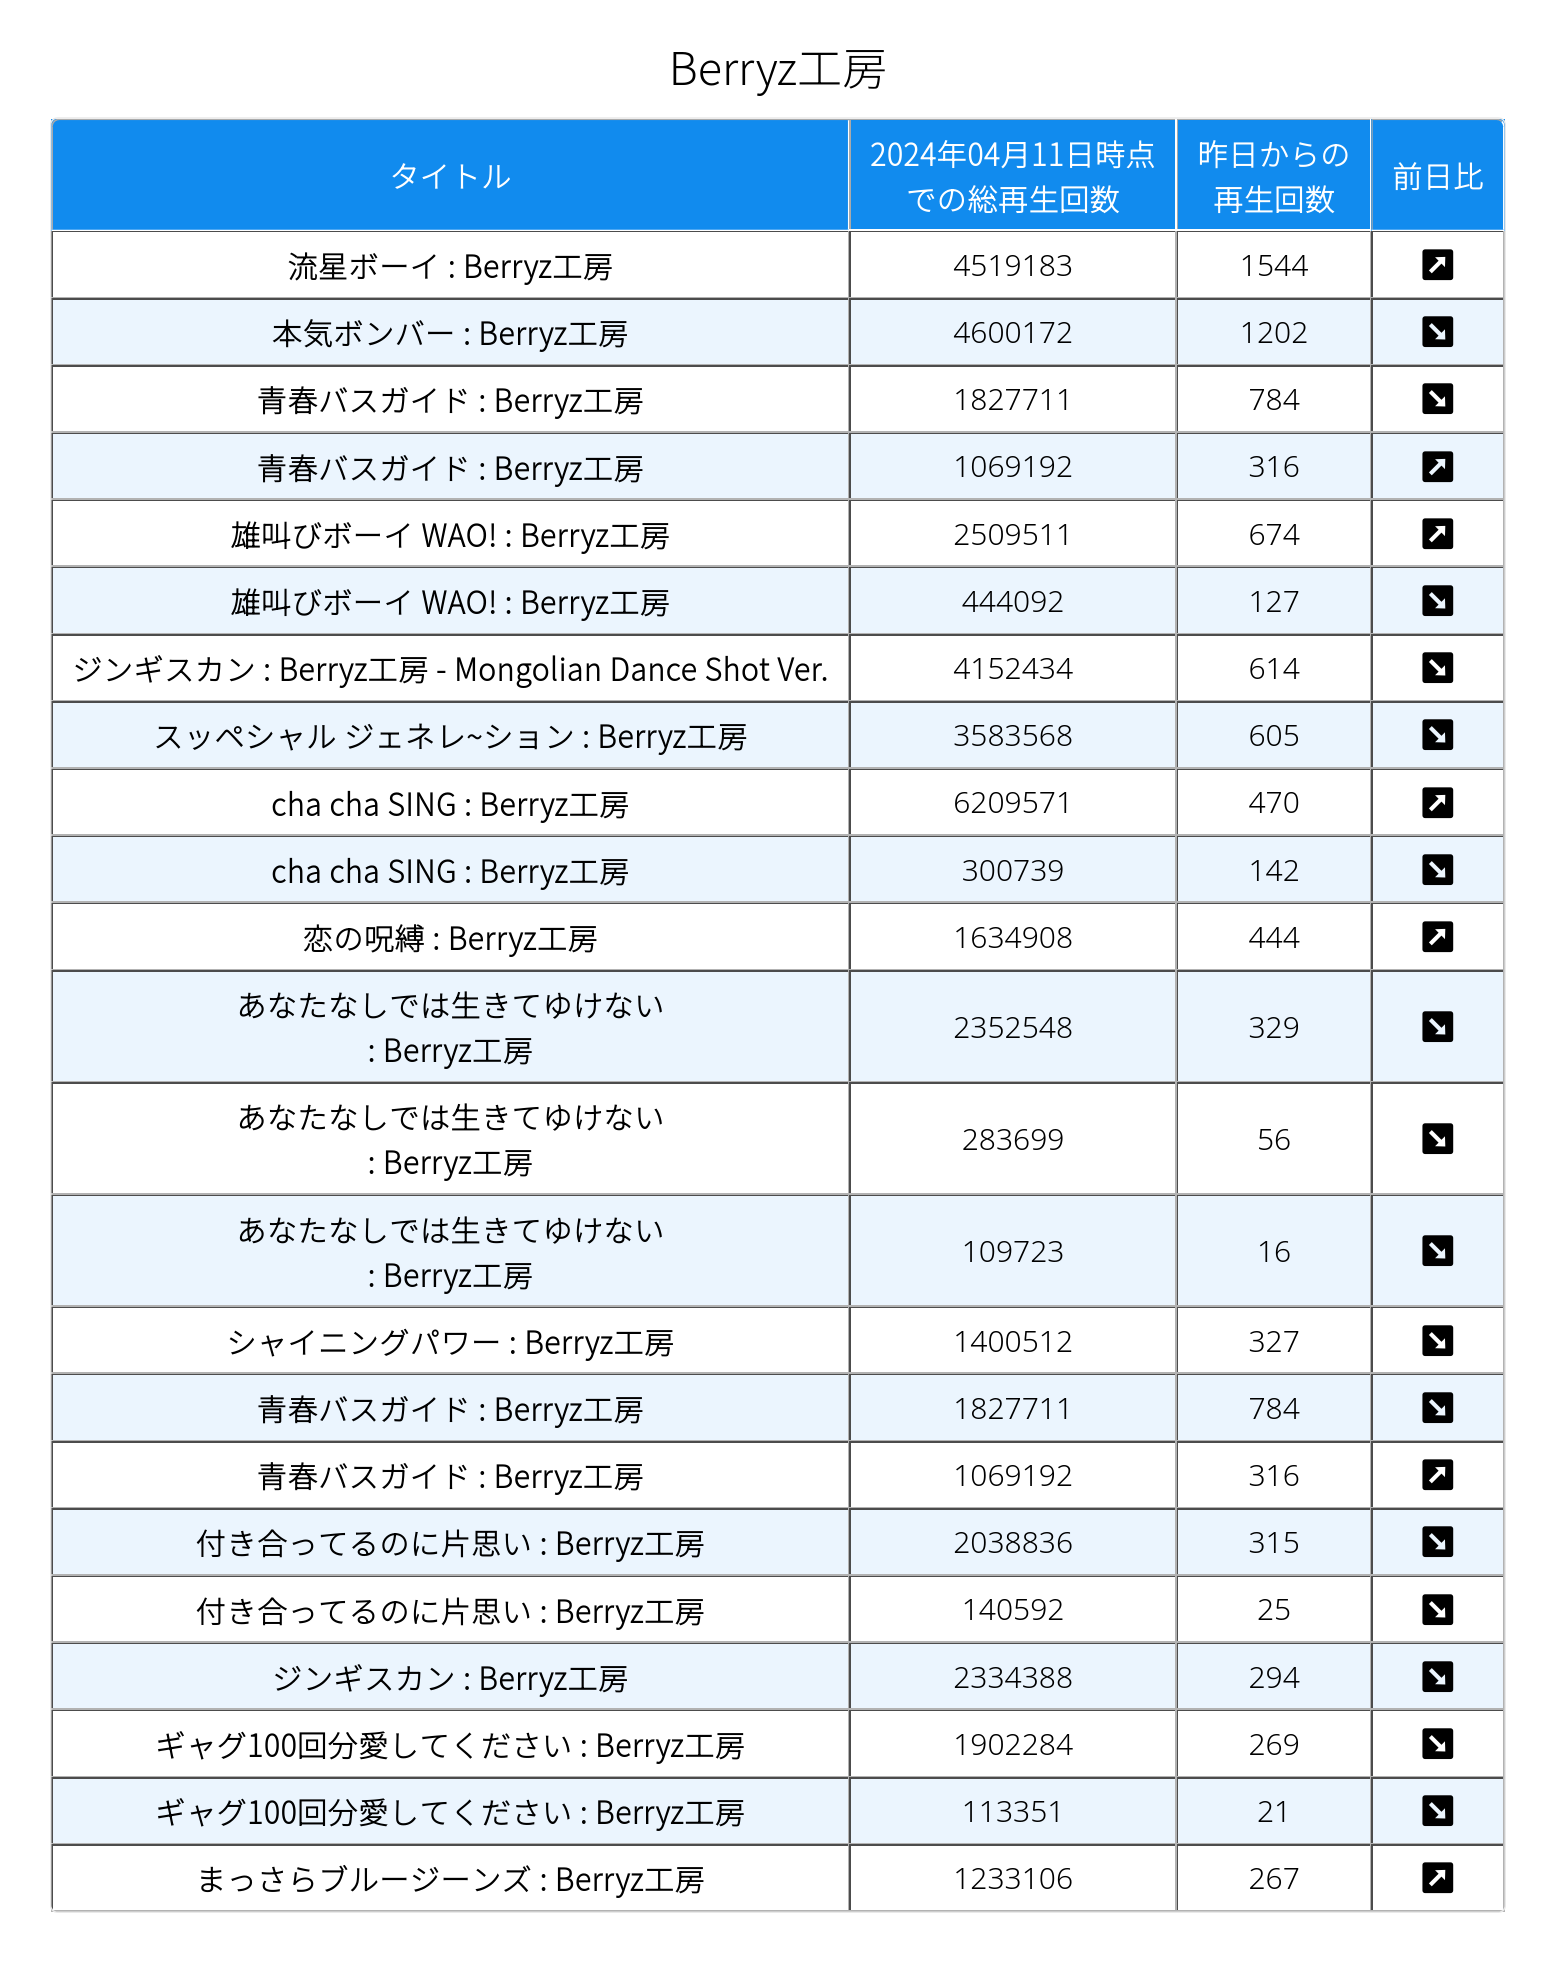 Berryz工房
タイトル 2024年04月11日時点での総再生回数 昨日からの再生回数 前日比
流星ボーイ : Berryz工房 4519183 1544 ↗
本気ボンバー : Berryz工房 4600172 1202 ↘
青春バスガイド : Berryz工房 1827711 784 ↘
青春バスガイド : Berryz工房 1069192 316 ↗
雄叫びボーイ WAO! : Berryz工房 2509511 674 ↗
雄叫びボーイ WAO! : Berryz工房 444092 127 ↘
ジンギスカン : Berryz工房 - Mongolian Dance Shot Ver. 4152434 614 ↘
スッペシャル ジェネレ~ション : Berryz工房 3583568 605 ↘
cha cha SING : Berryz工房 6209571 470 ↗
cha cha SING : Berryz工房 300739 142 ↘
恋の呪縛 : Berryz工房 1634908 444 ↗
あなたなしでは生きてゆけない : Berryz工房 2352548 329 ↘
あなたなしでは生きてゆけない : Berryz工房 283699 56 ↘
あなたなしでは生きてゆけない : Berryz工房 109723 16 ↘
シャイニングパワー : Berryz工房 1400512 327 ↘
青春バスガイド : Berryz工房 1827711 784 ↘
青春バスガイド : Berryz工房 1069192 316 ↗
付き合ってるのに片思い : Berryz工房 2038836 315 ↘
付き合ってるのに片思い : Berryz工房 140592 25 ↘
ジンギスカン : Berryz工房 2334388 294 ↘
ギャグ100回分愛してください : Berryz工房 1902284 269 ↘
ギャグ100回分愛してください : Berryz工房 113351 21 ↘
まっさらブルージーンズ : Berryz工房 1233106 267 ↗